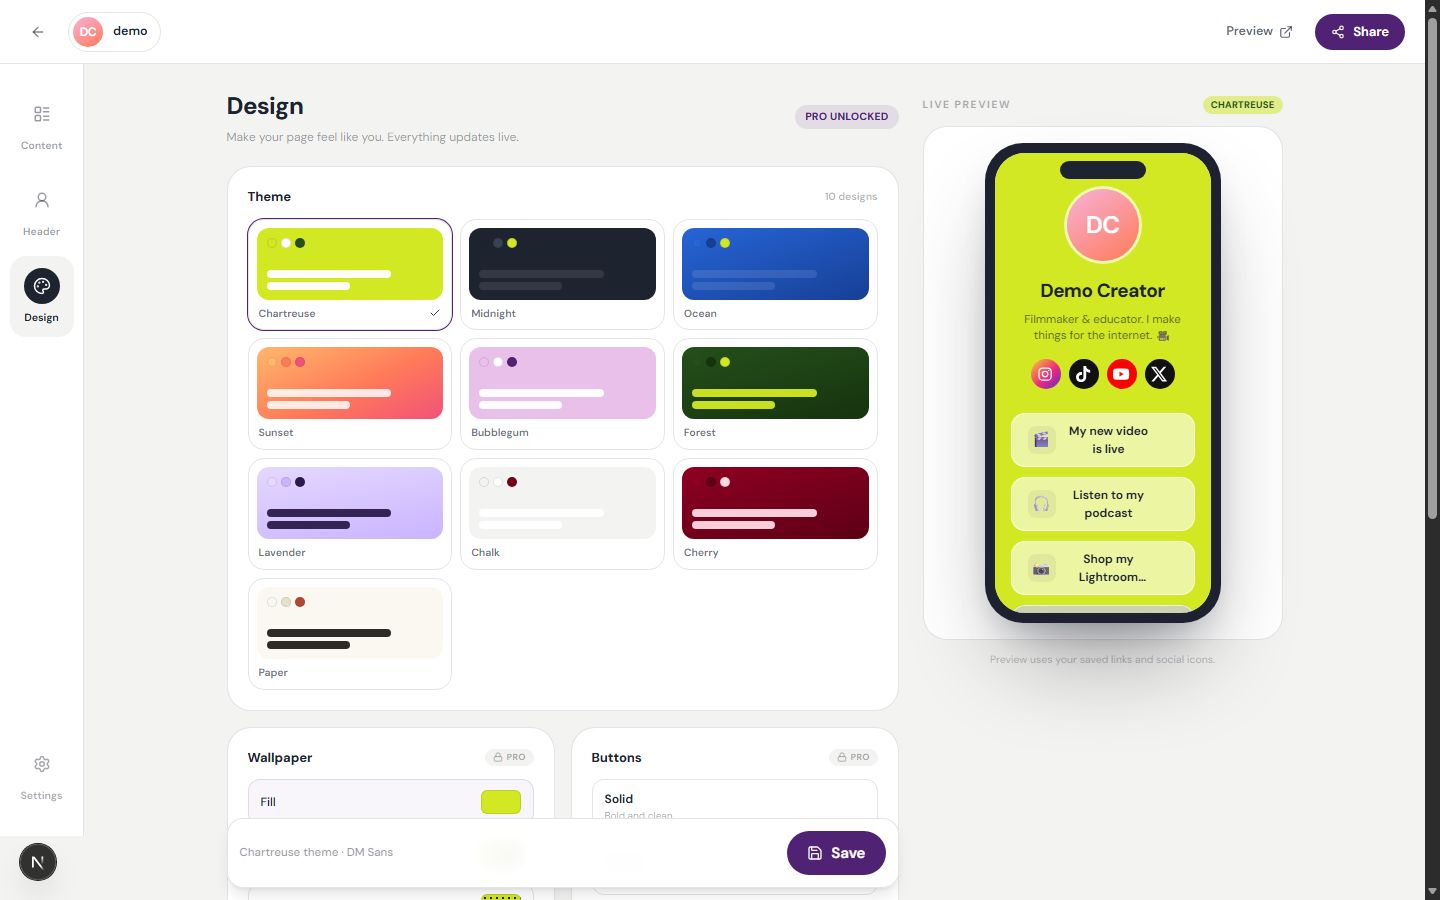 DC demo
Preview
Share
Content
Header
Design
Settings
N
Design
Make your page feel like you. Everything updates live.
PRO UNLOCKED
Theme
10 designs
Chartreuse
Midnight
Ocean
Sunset
Bubblegum
Forest
Lavender
Chalk
Cherry
Paper
Wallpaper
PRO
Fill
Buttons
PRO
Solid
Bold and clean
Chartreuse theme · DM Sans
Save
LIVE PREVIEW
CHARTREUSE
DC
Demo Creator
Filmmaker & educator. I make
things for the internet. 🎥
My new video
is live
Listen to my
podcast
Shop my
Lightroom...
Preview uses your saved links and social icons.